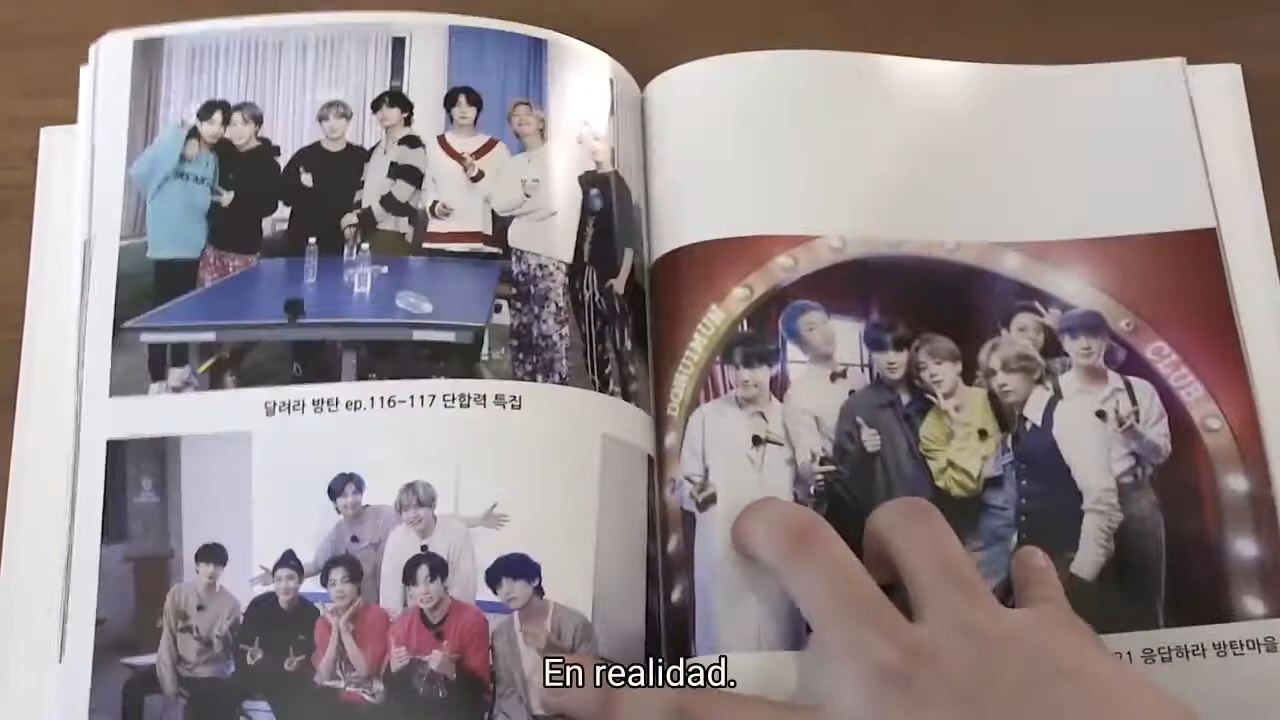 달려라 방탄 ep.116~117 단합력 특집
BONUIMUM
CLUB
21 응답하라 방탄마을
En realidad.